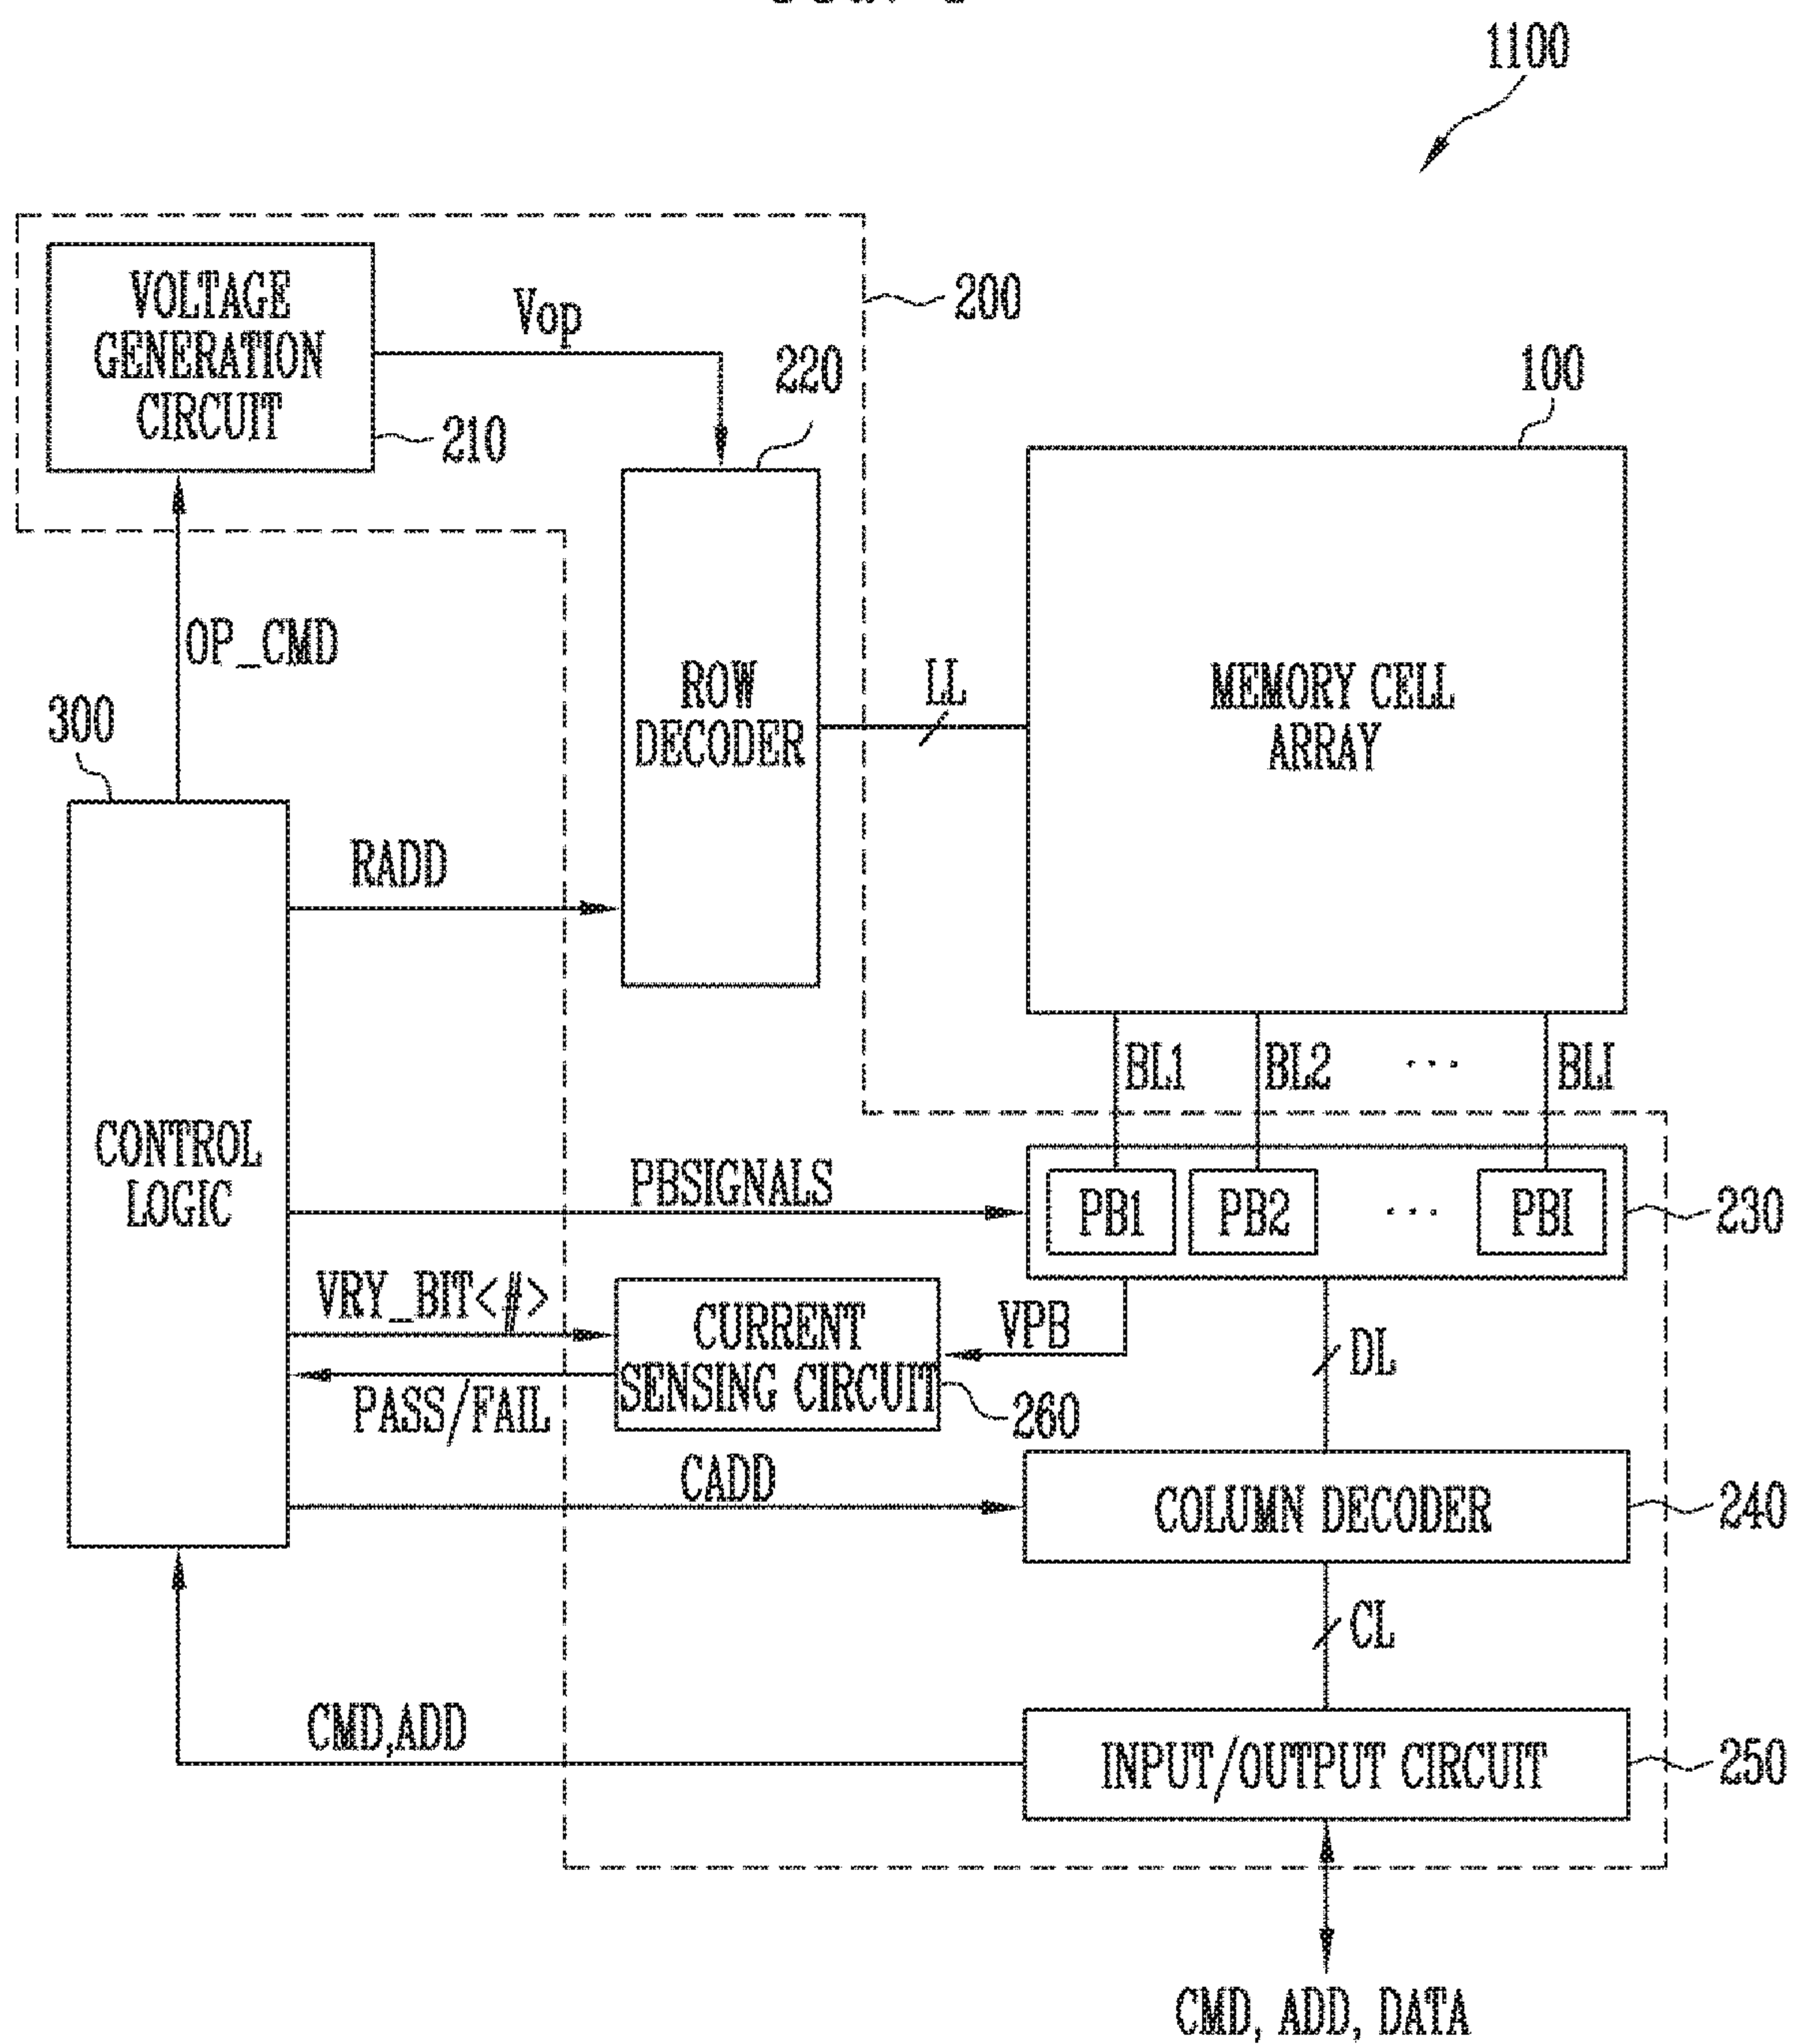 1100
VOLTAGE
GENERATION
CIRCUIT
210
Vop
200
220
100
OP_CMD
300
ROW
DECODER
LL
MEMORY CELL
ARRAY
RADD
BL1
BL2
...
BLI
CONTROL
LOGIC
PBSIGNALS
PB1
PB2
...
PBI
230
VRY_BIT<#>
CURRENT
SENSING CIRCUIT
VPB
DL
PASS/FAIL
260
CADD
COLUMN DECODER
240
CL
CMD,ADD
INPUT/OUTPUT CIRCUIT
250
CMD, ADD, DATA